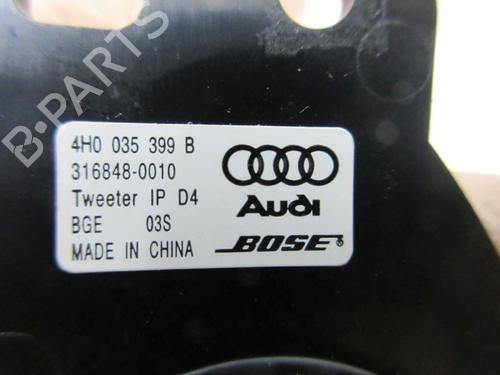 B-PARTS
4H0 035 399 B
316848-0010
Tweeter IP D4
BGE 03S
MADE IN CHINA
Audi
BOSE®